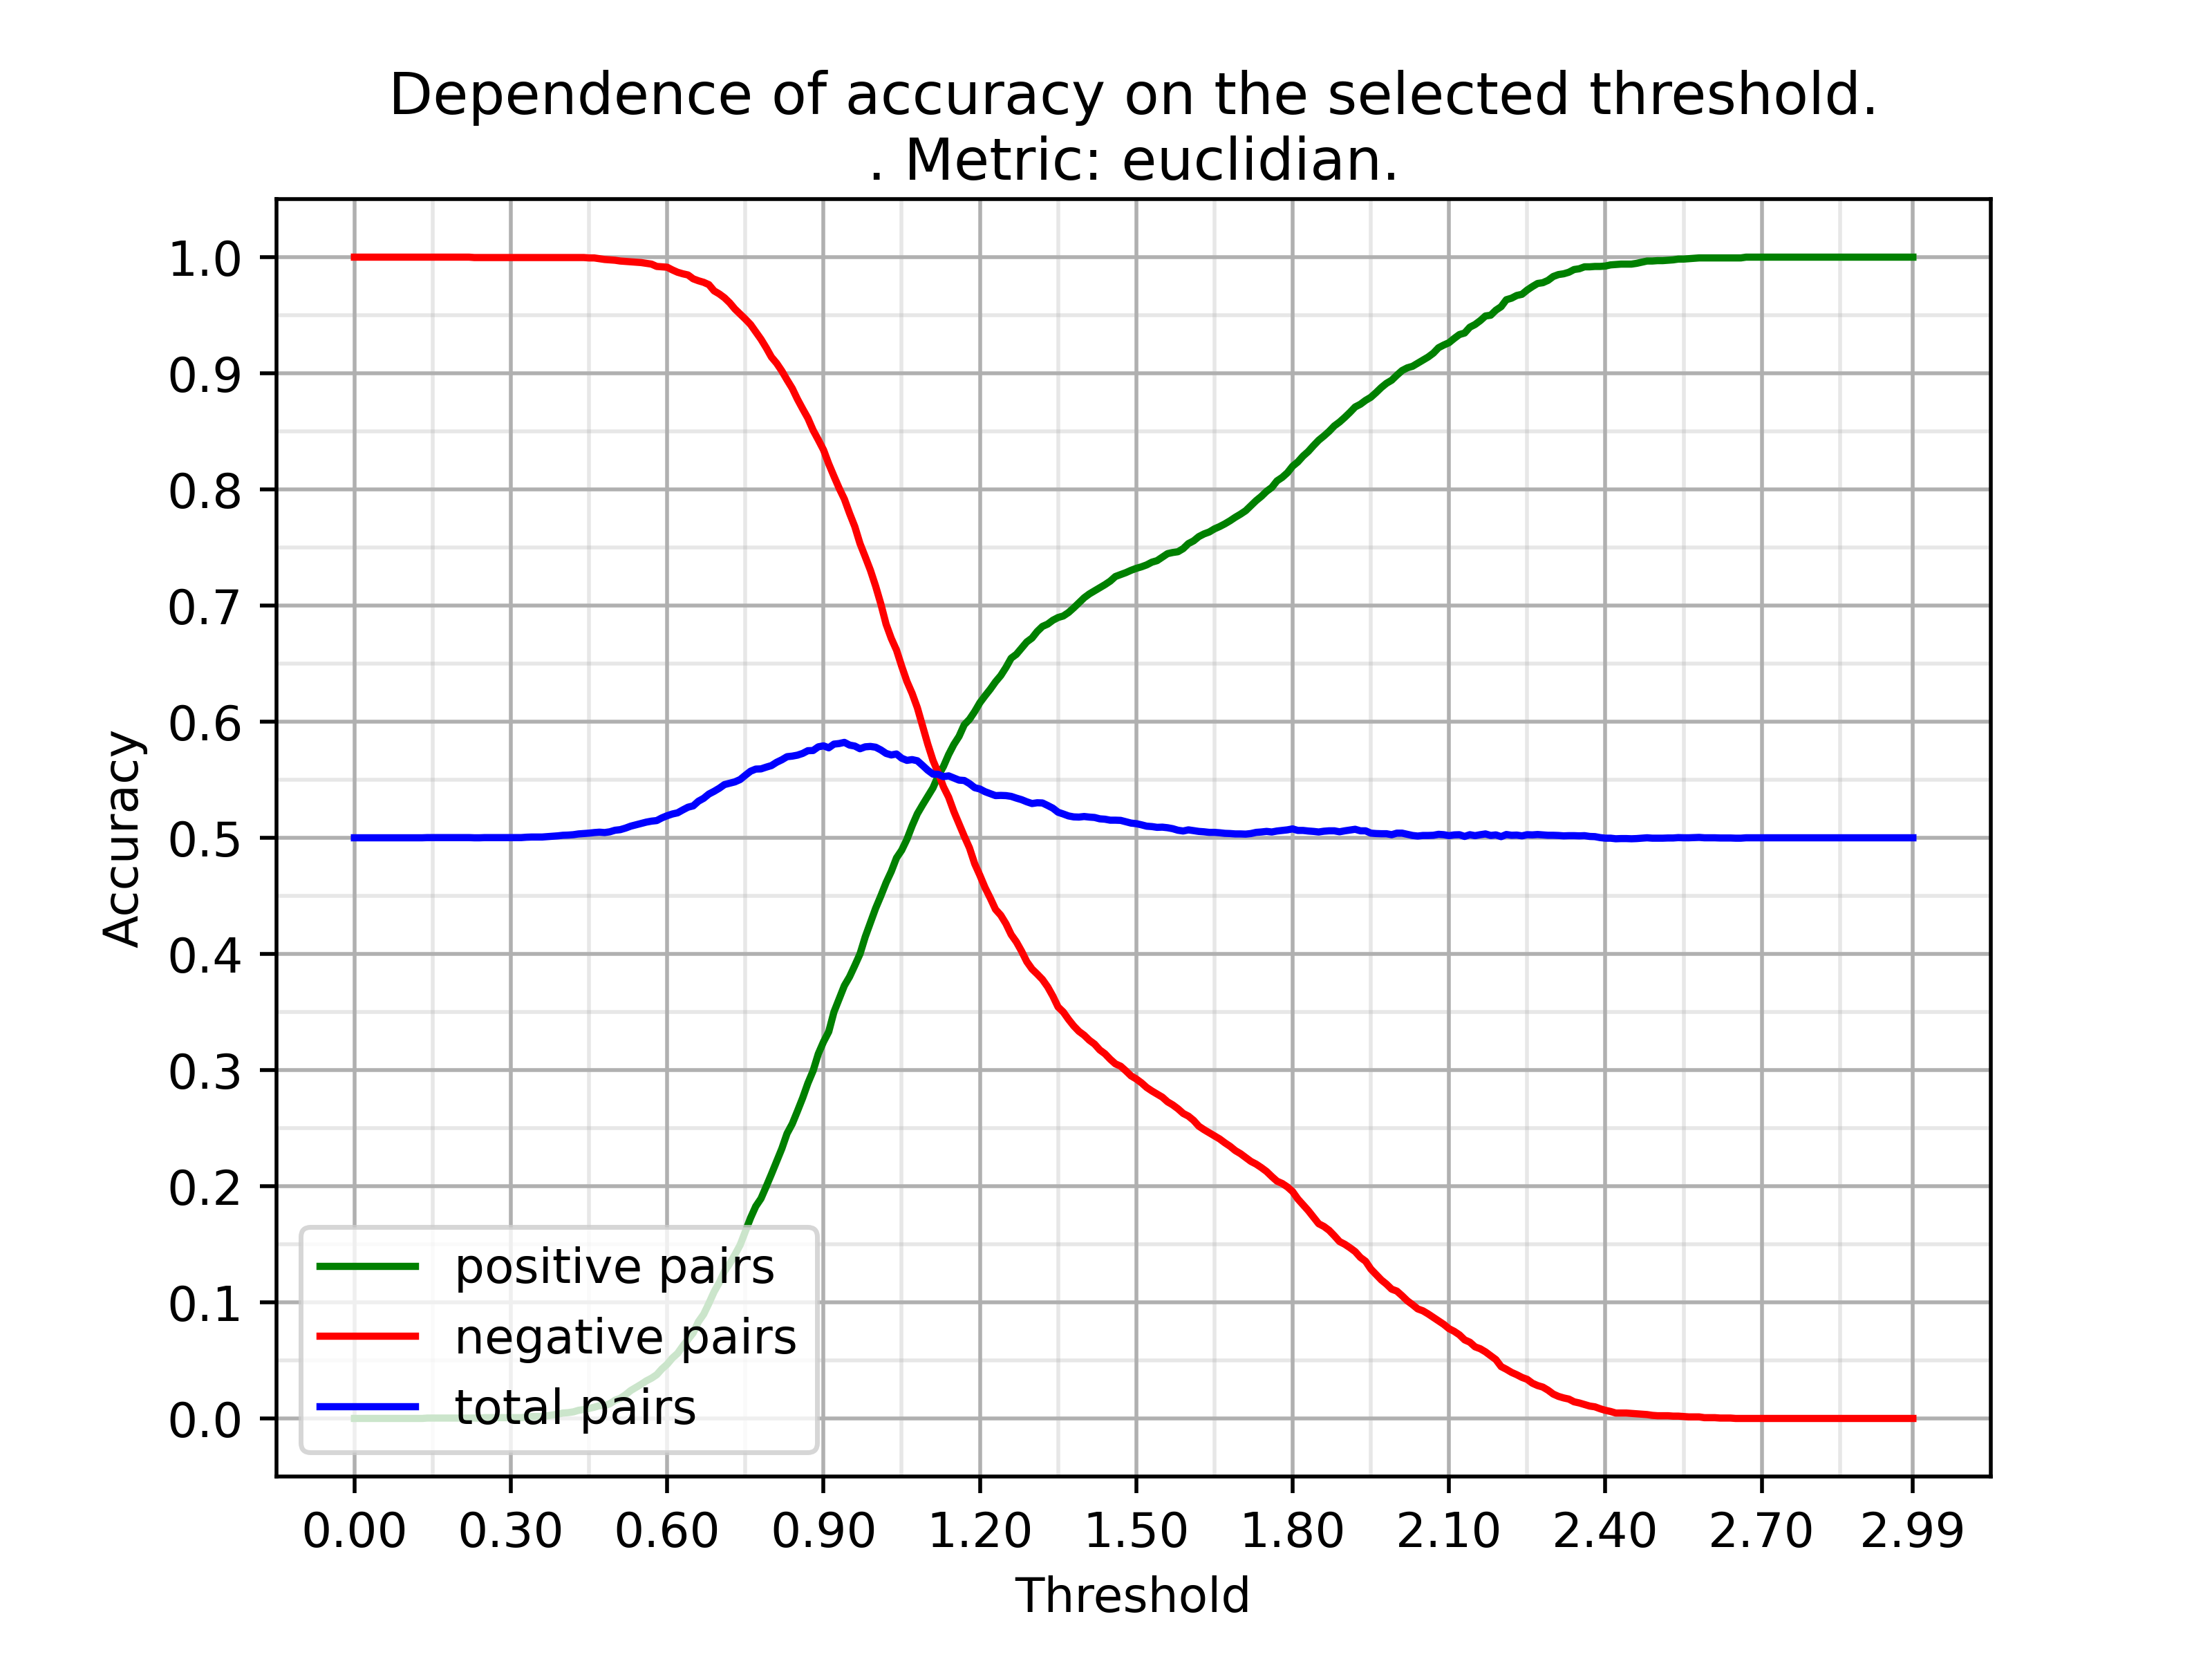 Dependence of accuracy on the selected threshold.
. Metric: euclidian.
1.0
0.9
0.8
0.7
0.6
0.5
0.4
0.3
0.2
0.1
0.0
Accuracy
positive pairs
negative pairs
total pairs
0.00 0.30 0.60 0.90 1.20 1.50 1.80 2.10 2.40 2.70 2.99
Threshold